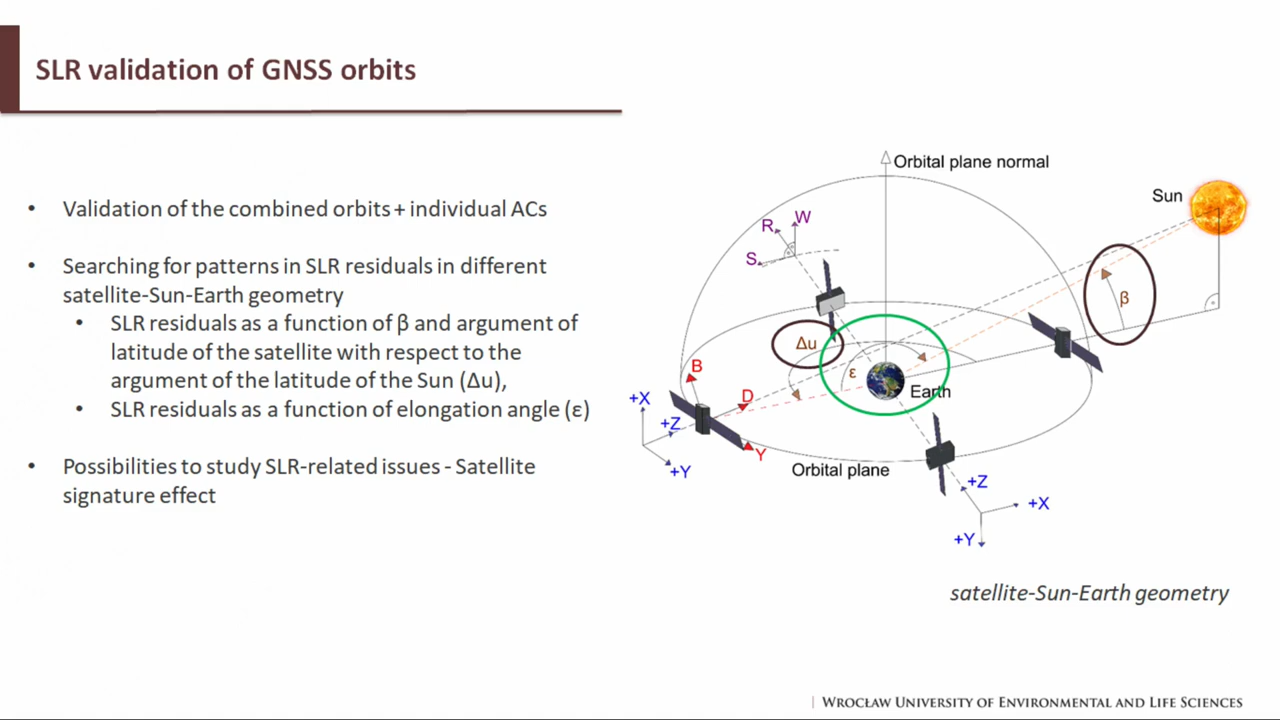 SLR validation of GNSS orbits
• Validation of the combined orbits + individual ACs
• Searching for patterns in SLR residuals in different
satellite-Sun-Earth geometry
• SLR residuals as a function of β and argument of
latitude of the satellite with respect to the
argument of the latitude of the Sun (Δu),
• SLR residuals as a function of elongation angle (ε)
• Possibilities to study SLR-related issues - Satellite
signature effect
Orbital plane normal
Sun
R
W
S
β
Δu
ε
Earth
B
D
Y
+X
+Z
+Y
Orbital plane
+Z
+X
+Y
satellite-Sun-Earth geometry
WROCŁAW UNIVERSITY OF ENVIRONMENTAL AND LIFE SCIENCES